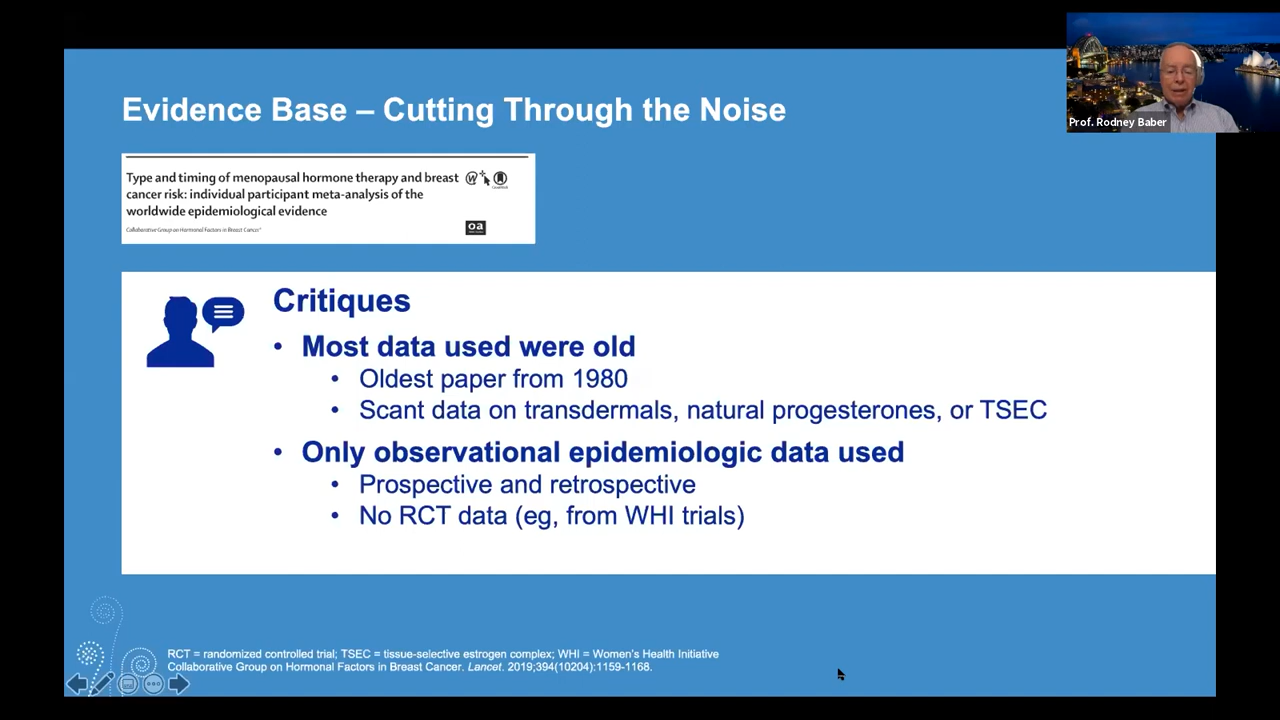 Prof. Rodney Baber
Evidence Base – Cutting Through the Noise
Type and timing of menopausal hormone therapy and breast
cancer risk: individual participant meta-analysis of the
worldwide epidemiological evidence
Collaborative Group on Hormonal Factors in Breast Cancer*
oa
Critiques
• Most data used were old
• Oldest paper from 1980
• Scant data on transdermals, natural progesterones, or TSEC
• Only observational epidemiologic data used
• Prospective and retrospective
• No RCT data (eg, from WHI trials)
RCT = randomized controlled trial; TSEC = tissue-selective estrogen complex; WHI = Women's Health Initiative
Collaborative Group on Hormonal Factors in Breast Cancer. Lancet. 2019;394(10204):1159-1168.